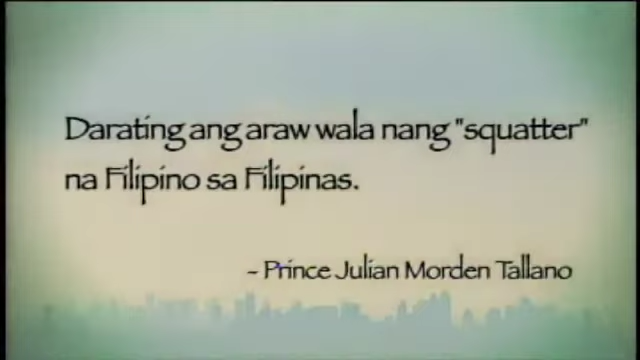 Darating ang araw wala nang "squatter"
na Filipino sa Filipinas.
- Prince Julian Morden Tallano